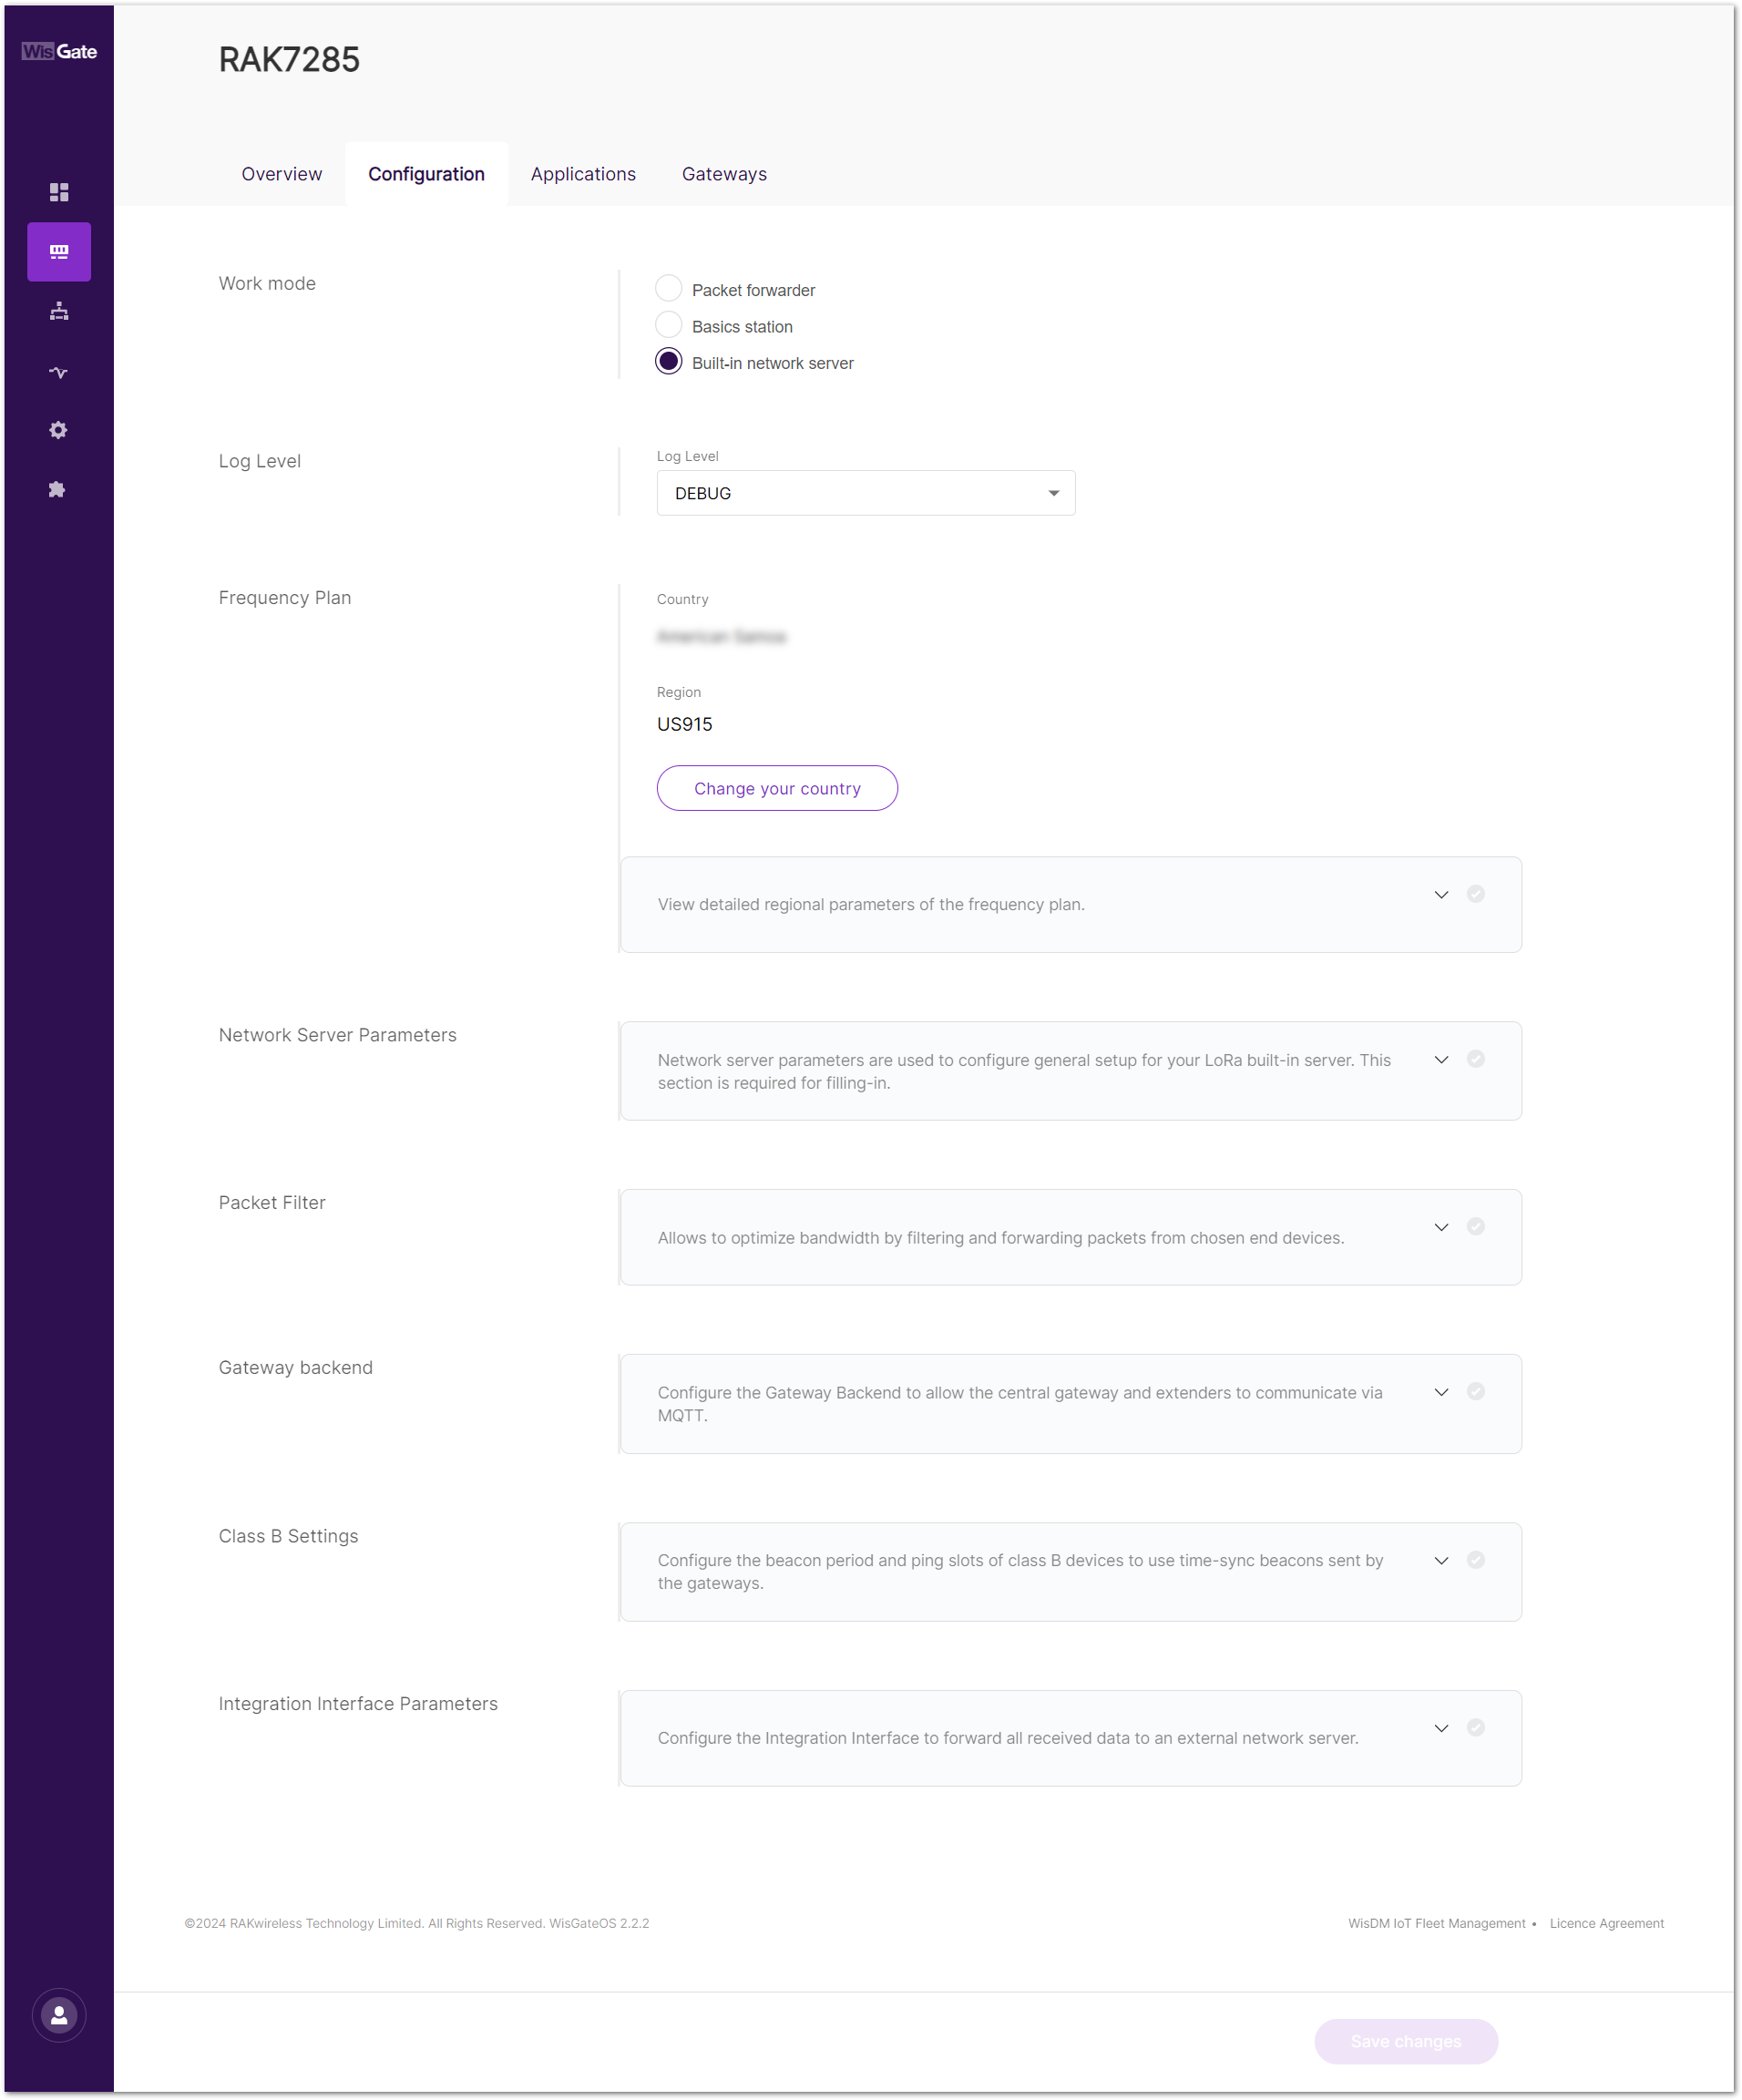 WisGate
RAK7285
Overview Configuration Applications Gateways
Work mode
Packet forwarder
Basics station
Built-in network server
Log Level
Log Level
DEBUG
Frequency Plan
Country
Region
US915
Change your country
View detailed regional parameters of the frequency plan.
Network Server Parameters
Network server parameters are used to configure general setup for your LoRa built-in server. This
section is required for filling-in.
Packet Filter
Allows to optimize bandwidth by filtering and forwarding packets from chosen end devices.
Gateway backend
Configure the Gateway Backend to allow the central gateway and extenders to communicate via
MQTT.
Class B Settings
Configure the beacon period and ping slots of class B devices to use time-sync beacons sent by
the gateways.
Integration Interface Parameters
Configure the Integration Interface to forward all received data to an external network server.
©2024 RAKwireless Technology Limited. All Rights Reserved. WisGateOS 2.2.2
WisDM IoT Fleet Management • Licence Agreement
Save changes